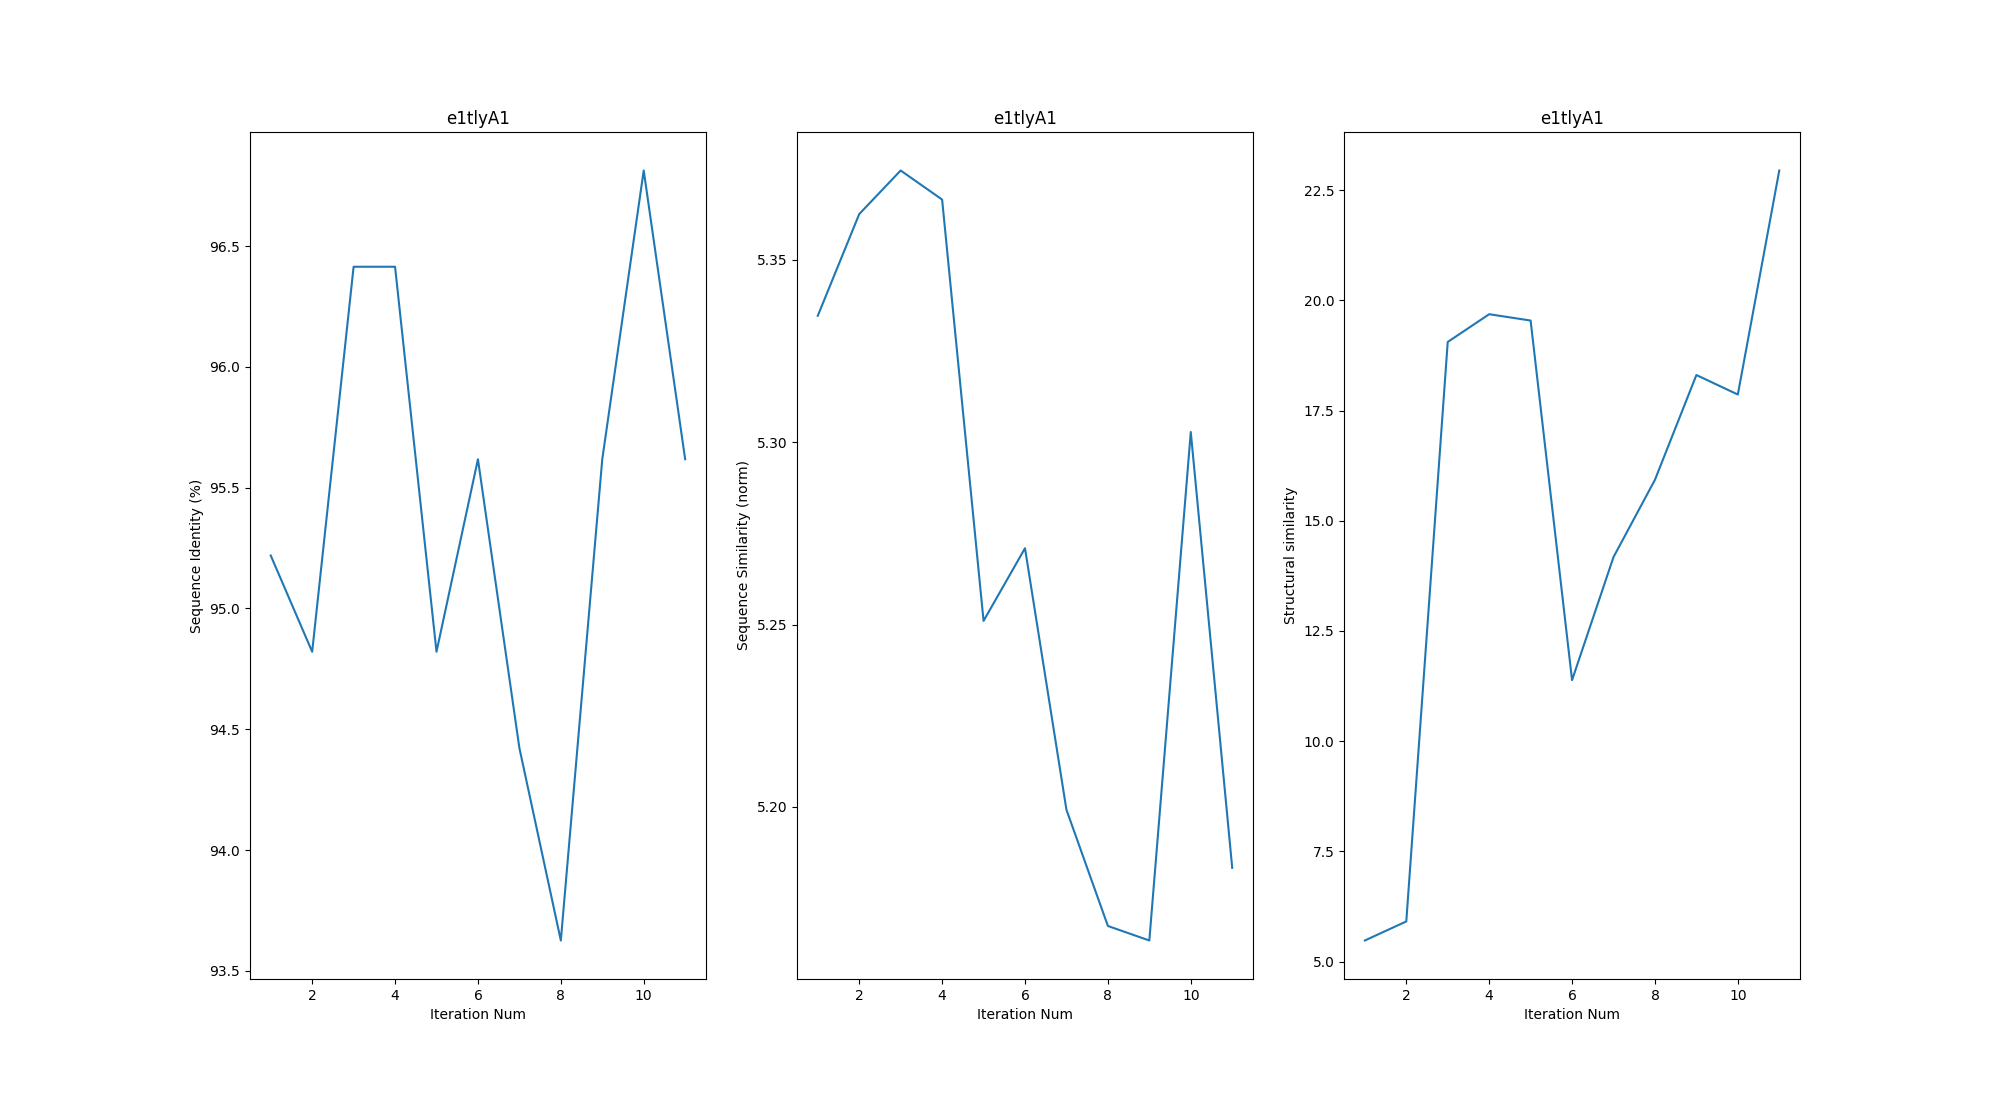 e1tlyA1
Sequence Identity (%)
96.5
96.0
95.5
95.0
94.5
94.0
93.5
2 4 6 8 10
Iteration Num
e1tlyA1
Sequence Similarity (norm)
5.35
5.30
5.25
5.20
2 4 6 8 10
Iteration Num
e1tlyA1
Structural similarity
22.5
20.0
17.5
15.0
12.5
10.0
7.5
5.0
2 4 6 8 10
Iteration Num